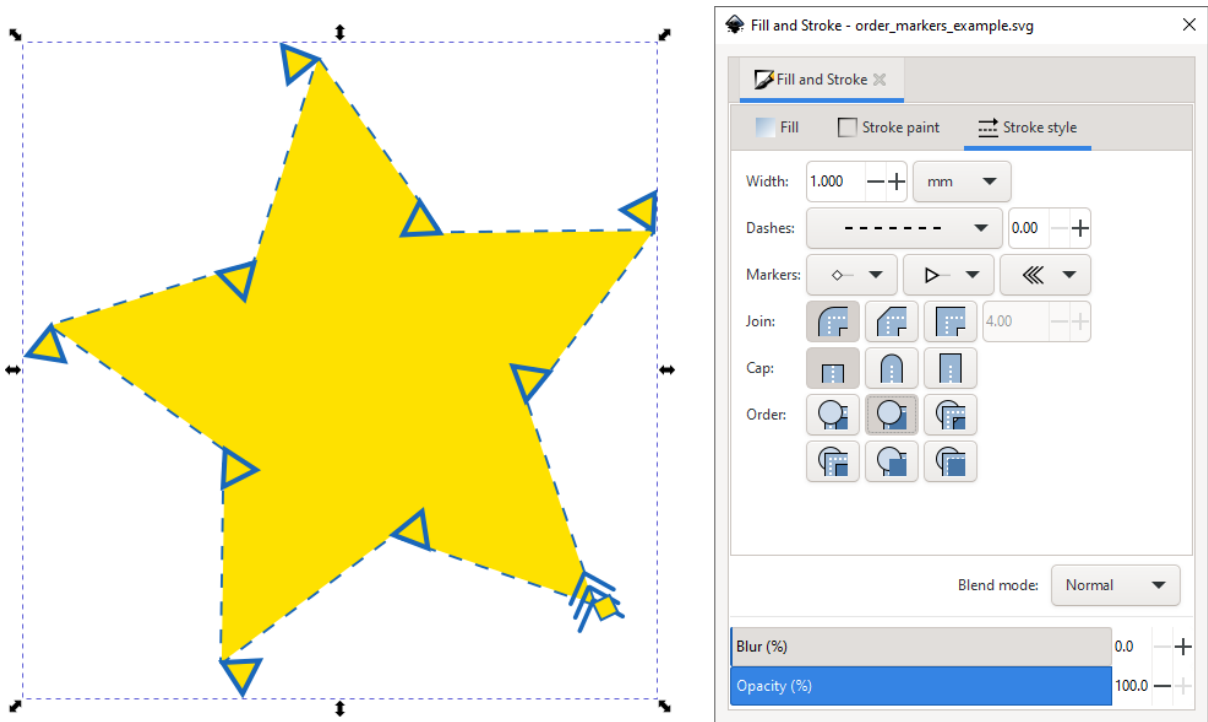 Fill and Stroke - order_markers_example.svg
Fill and Stroke
Fill Stroke paint Stroke style
Width: 1.000 mm
Dashes: 0.00
Markers:
Join: 4.00
Cap:
Order:
Blend mode: Normal
Blur (%) 0.0
Opacity (%) 100.0